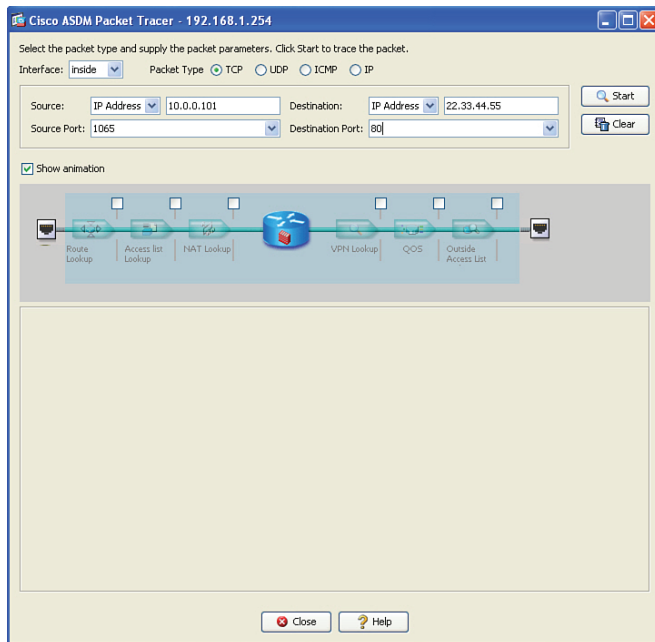 Cisco ASDM Packet Tracer - 192.168.1.254
Select the packet type and supply the packet parameters. Click Start to trace the packet.
Interface: inside Packet Type TCP UDP ICMP IP
Source: IP Address 10.0.0.101 Destination: IP Address 22.33.44.55 Start
Source Port: 1065 Destination Port: 80 Clear
Show animation
Route Lookup
Access list Lookup
NAT Lookup
VPN Lookup
QOS
Outside Access List
Close Help